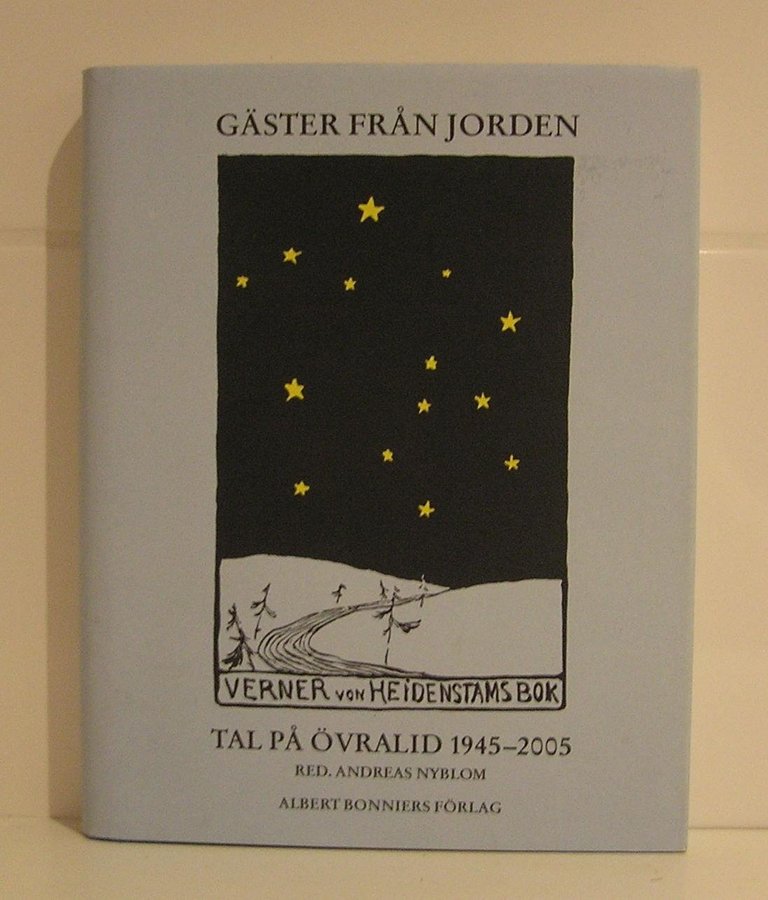 GÄSTER FRÅN JORDEN
VERNER von HEiDENSTAMS BOK
TAL PÅ ÖVRALID 1945–2005
RED. ANDREAS NYBLOM
ALBERT BONNIERS FÖRLAG